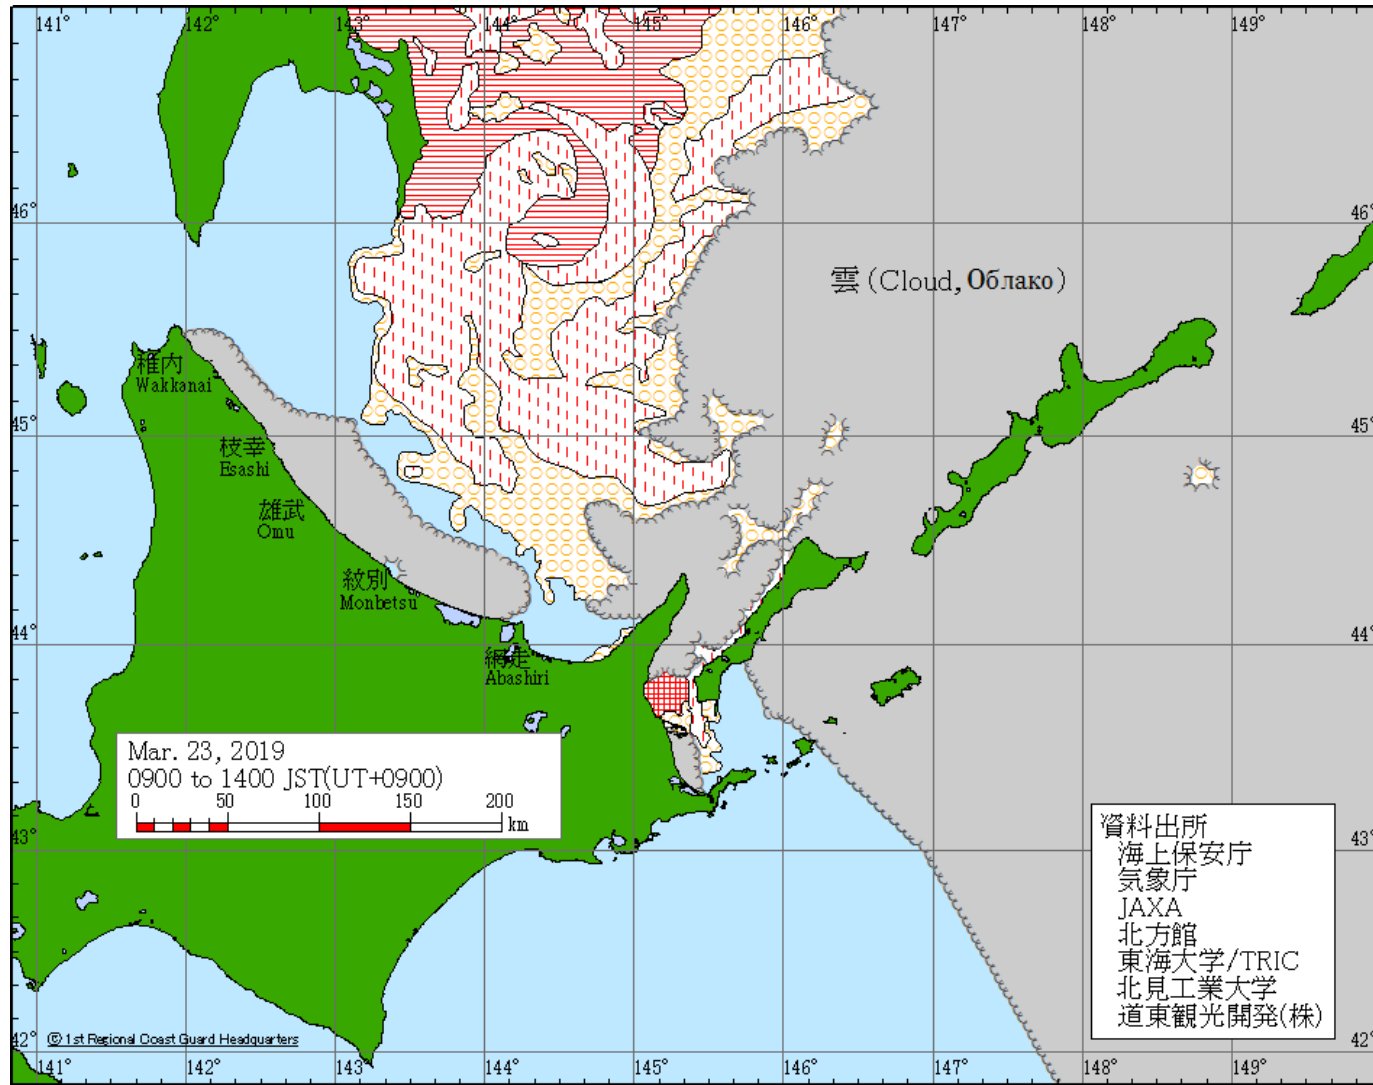 141° 142° 143° 144° 145° 146° 147° 148° 149°
46° 46°
雲(Cloud, Облако)
稚内
Wakkanai
45° 45°
枝幸
Esashi
雄武
Omu
紋別
Monbetsu
44° 44°
網走
Abashiri
Mar. 23, 2019
0900 to 1400 JST(UT+0900)
0 50 100 150 200
km
43° 43°
資料出所
海上保安庁
気象庁
JAXA
北方館
東海大学/TRIC
北見工業大学
道東観光開発(株)
42° 42°
© 1st Regional Coast Guard Headquarters
141° 142° 143° 144° 145° 146° 147° 148° 149°